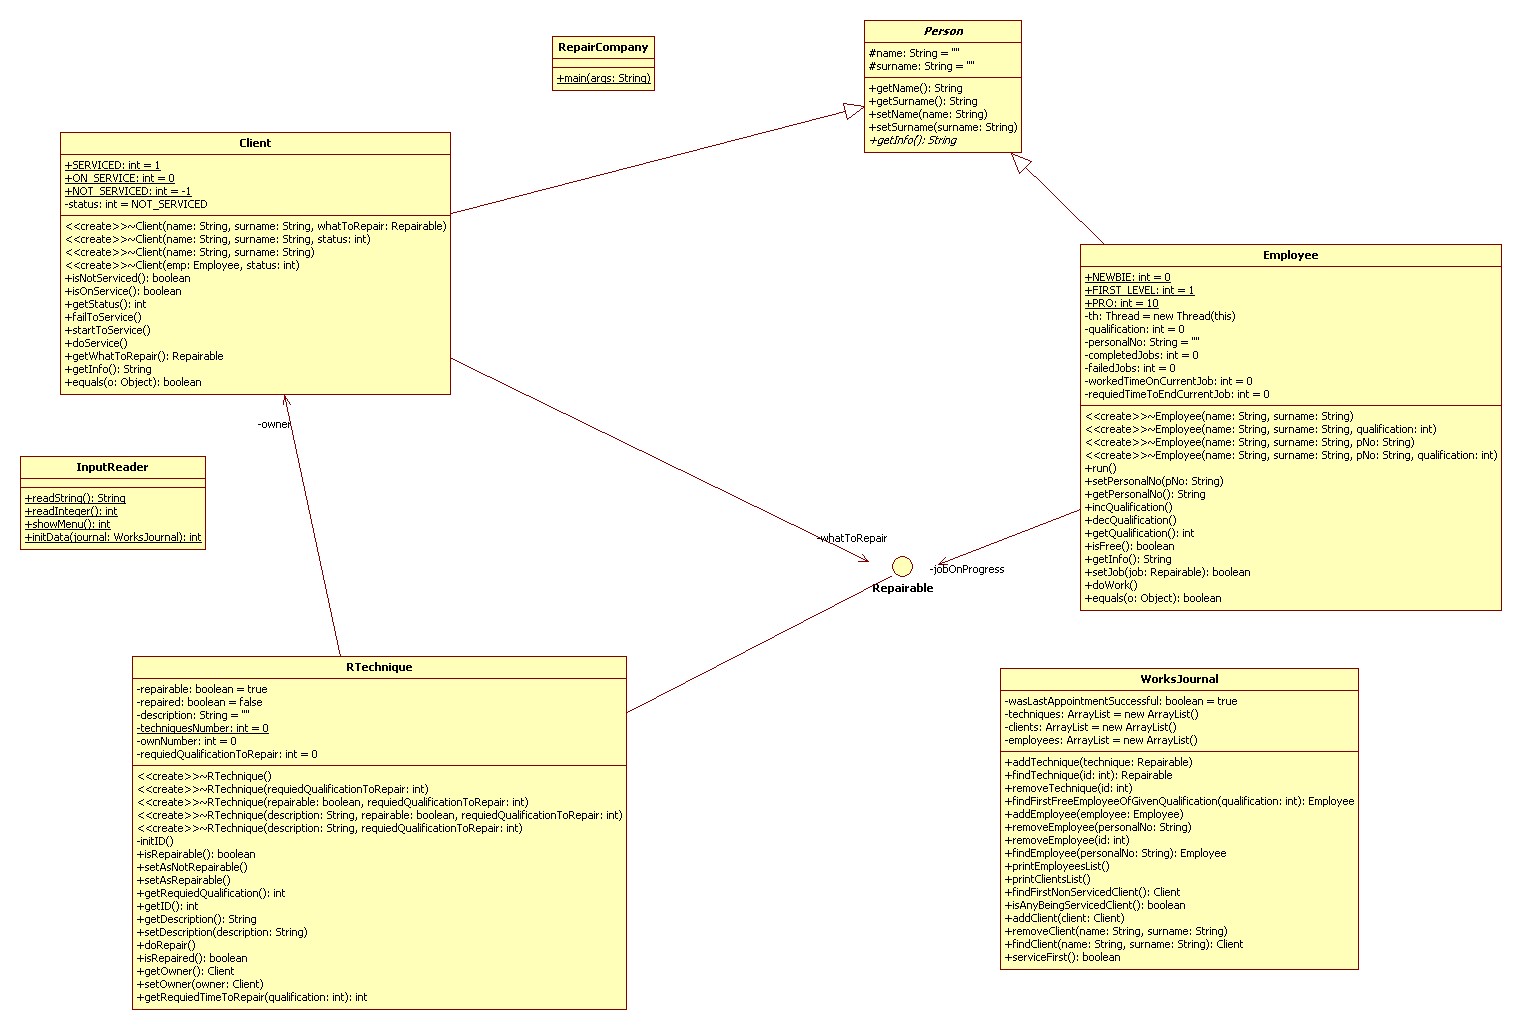 RepairCompany
+main(args: String)
Person
#name: String = ""
#surname: String = ""
+getName(): String
+getSurname(): String
+setName(name: String)
+setSurname(surname: String)
+getInfo(): String
Client
+SERVICED: int = 1
+ON_SERVICE: int = 0
+NOT_SERVICED: int = -1
-status: int = NOT_SERVICED
<<create>>~Client(name: String, surname: String, whatToRepair: Repairable)
<<create>>~Client(name: String, surname: String, status: int)
<<create>>~Client(name: String, surname: String)
<<create>>~Client(emp: Employee, status: int)
+isNotServiced(): boolean
+isOnService(): boolean
+getStatus(): int
+failToService()
+startToService()
+doService()
+getWhatToRepair(): Repairable
+getInfo(): String
+equals(o: Object): boolean
Employee
+NEWBIE: int = 0
+FIRST_LEVEL: int = 1
+PRO: int = 10
-th: Thread = new Thread(this)
-qualification: int = 0
-personalNo: String = ""
-completedJobs: int = 0
-failedJobs: int = 0
-workedTimeOnCurrentJob: int = 0
-requiedTimeToEndCurrentJob: int = 0
<<create>>~Employee(name: String, surname: String)
<<create>>~Employee(name: String, surname: String, qualification: int)
<<create>>~Employee(name: String, surname: String, pNo: String)
<<create>>~Employee(name: String, surname: String, pNo: String, qualification: int)
+run()
+setPersonalNo(pNo: String)
+getPersonalNo(): String
+incQualification()
+decQualification()
+getQualification(): int
+isFree(): boolean
+getInfo(): String
+setJob(job: Repairable): boolean
+doWork()
+equals(o: Object): boolean
-owner
InputReader
+readString(): String
+readInteger(): int
+showMenu(): int
+initData(journal: WorksJournal): int
-whatToRepair
-jobOnProgress
Repairable
RTechnique
-repairable: boolean = true
-repaired: boolean = false
-description: String = ""
-techniquesNumber: int = 0
-ownNumber: int = 0
-requiedQualificationToRepair: int = 0
<<create>>~RTechnique()
<<create>>~RTechnique(requiedQualificationToRepair: int)
<<create>>~RTechnique(repairable: boolean, requiedQualificationToRepair: int)
<<create>>~RTechnique(description: String, repairable: boolean, requiedQualificationToRepair: int)
<<create>>~RTechnique(description: String, requiedQualificationToRepair: int)
-initID()
+isRepairable(): boolean
+setAsNotRepairable()
+setAsRepairable()
+getRequiedQualification(): int
+getID(): int
+getDescription(): String
+setDescription(description: String)
+doRepair()
+isRepaired(): boolean
+getOwner(): Client
+setOwner(owner: Client)
+getRequiedTimeToRepair(qualification: int): int
WorksJournal
-wasLastAppointmentSuccessful: boolean = true
-techniques: ArrayList = new ArrayList()
-clients: ArrayList = new ArrayList()
-employees: ArrayList = new ArrayList()
+addTechnique(technique: Repairable)
+findTechnique(id: int): Repairable
+removeTechnique(id: int)
+findFirstFreeEmployeeOfGivenQualification(qualification: int): Employee
+addEmployee(employee: Employee)
+removeEmployee(personalNo: String)
+removeEmployee(id: int)
+findEmployee(personalNo: String): Employee
+printEmployeesList()
+printClientsList()
+findFirstNonServicedClient(): Client
+isAnyBeingServicedClient(): boolean
+addClient(client: Client)
+removeClient(name: String, surname: String)
+findClient(name: String, surname: String): Client
+serviceFirst(): boolean